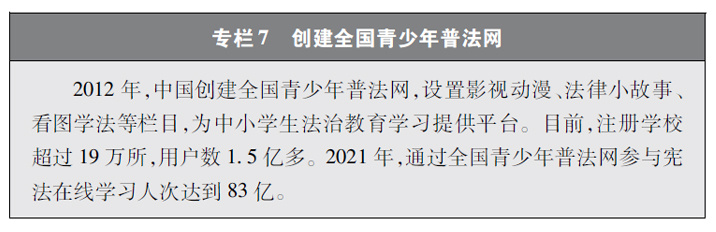 专栏7 创建全国青少年普法网
2012年,中国创建全国青少年普法网,设置影视动漫、法律小故事、
看图学法等栏目,为中小学生法治教育学习提供平台。目前,注册学校
超过19万所,用户数1.5亿多。2021年,通过全国青少年普法网参与宪
法在线学习人次达到83亿。